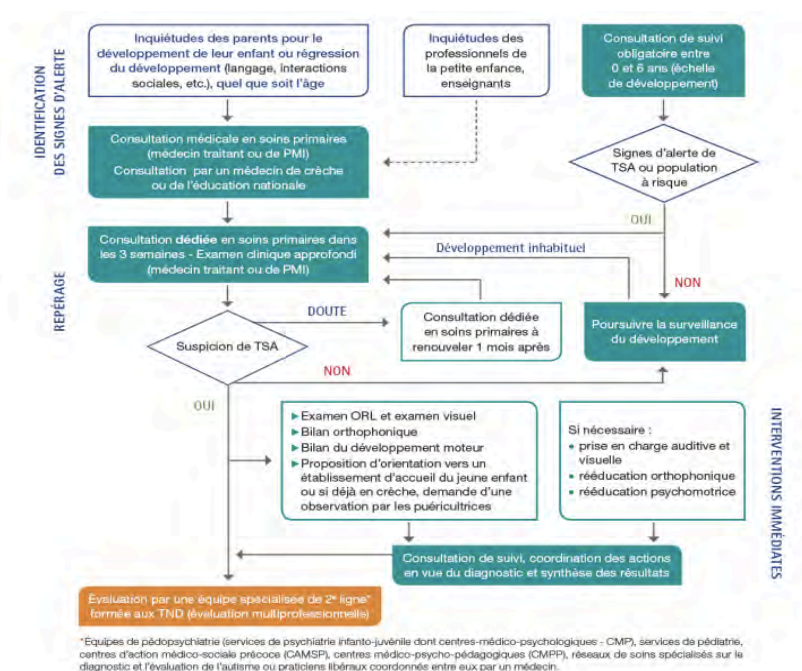 IDENTIFICATION
DES SIGNES D'ALERTE
Inquiétudes des parents pour le
développement de leur enfant ou régression
du développement (langage, interactions
sociales, etc.), quel que soit l'âge
Inquiétudes des
professionnels de
la petite enfance,
enseignants
Consultation de suivi
obligatoire entre
0 et 6 ans (échelle
de développement)
Consultation médicale en soins primaires
(médecin traitant ou de PMI)
Consultation par un médecin de crèche
ou de l'éducation nationale
Signes d'alerte de
TSA ou population
à risque
OUI
NON
REPÉRAGE
Consultation dédiée en soins primaires dans
les 3 semaines - Examen clinique approfondi
(médecin traitant ou de PMI)
Développement inhabituel
DOUTE
Consultation dédiée
en soins primaires à
renouveler 1 mois après
Poursuivre la surveillance
du développement
Suspicion de TSA
NON
OUI
INTERVENTIONS IMMÉDIATES
▶ Examen ORL et examen visuel
▶ Bilan orthophonique
▶ Bilan du développement moteur
▶ Proposition d'orientation vers un
établissement d'accueil du jeune enfant
ou si déjà en crèche, demande d'une
observation par les puéricultrices
Si nécessaire :
• prise en charge auditive et
visuelle
• rééducation orthophonique
• rééducation psychomotrice
Consultation de suivi, coordination des actions
en vue du diagnostic et synthèse des résultats
Évaluation par une équipe spécialisée de 2e ligne*
formée aux TND (évaluation multiprofessionnelle)
*Équipes de pédopsychiatrie (services de psychiatrie infanto-juvénile dont centres-médico-psychologiques - CMP), services de pédiatrie,
centres d'action médico-sociale précoce (CAMSP), centres médico-psycho-pédagogiques (CMPP), réseaux de soins spécialisés sur le
diagnostic et l'évaluation de l'autisme ou praticiens libéraux coordonnés entre eux par un médecin.